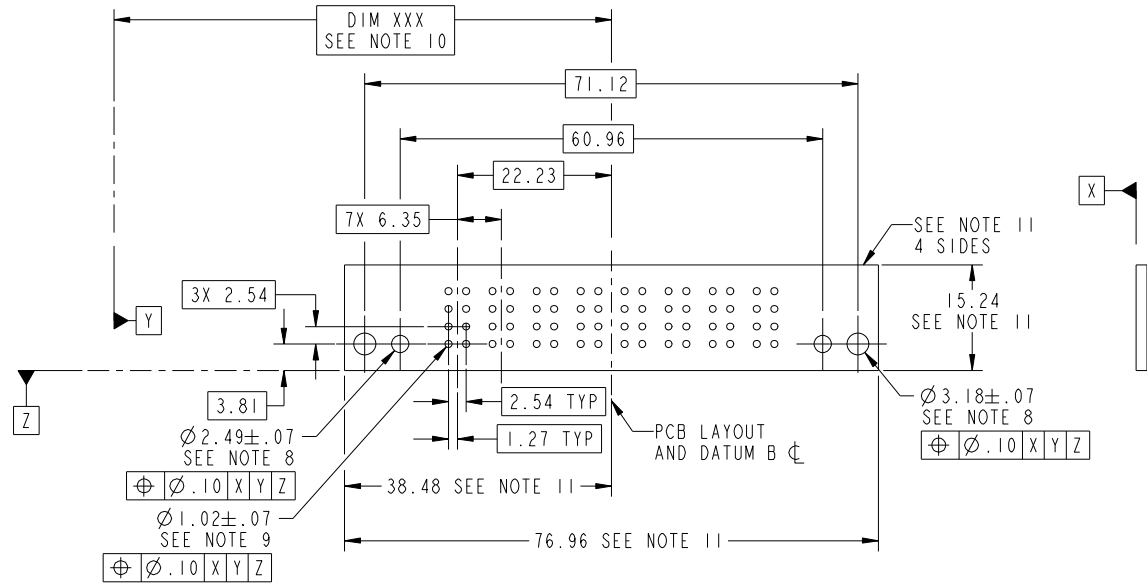 DIM XXX
SEE NOTE 10
71.12
60.96
22.23
X
7X 6.35
SEE NOTE 11
4 SIDES
3X 2.54
15.24
SEE NOTE 11
Y
Z
3.81
2.54 TYP
1.27 TYP
Ø3.18±.07
SEE NOTE 8
⌖ Ø.10 X Y Z
Ø2.49±.07
SEE NOTE 8
⌖ Ø.10 X Y Z
PCB LAYOUT
AND DATUM B ℄
38.48 SEE NOTE 11
Ø1.02±.07
SEE NOTE 9
⌖ Ø.10 X Y Z
76.96 SEE NOTE 11